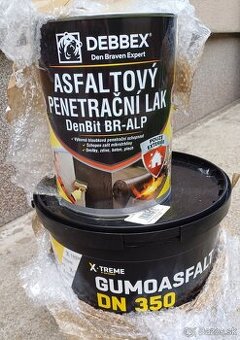 DEBBEX
Den Braven Expert
ASFALTOVÝ
PENETRAČNÍ LAK
DenBit BR-ALP
X-TREME
GUMOASFALT
DN 350